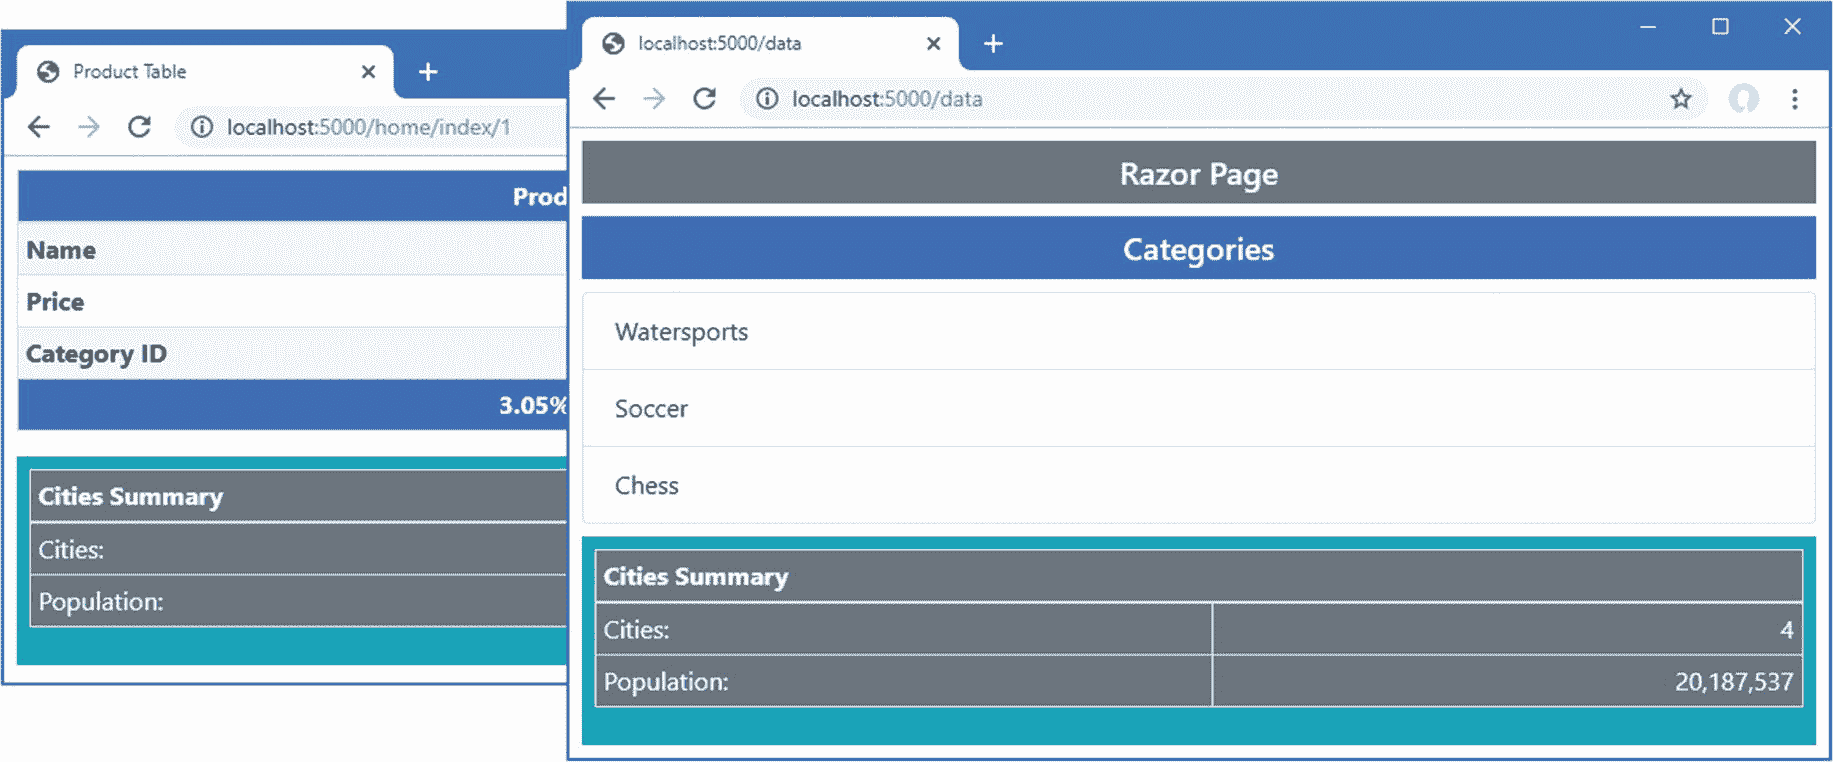 Product Table
localhost:5000/home/index/1
Prod
Name
Price
Category ID
3.05%
Cities Summary
Cities:
Population:
localhost:5000/data
localhost:5000/data
Razor Page
Categories
Watersports
Soccer
Chess
Cities Summary
Cities: 4
Population: 20,187,537